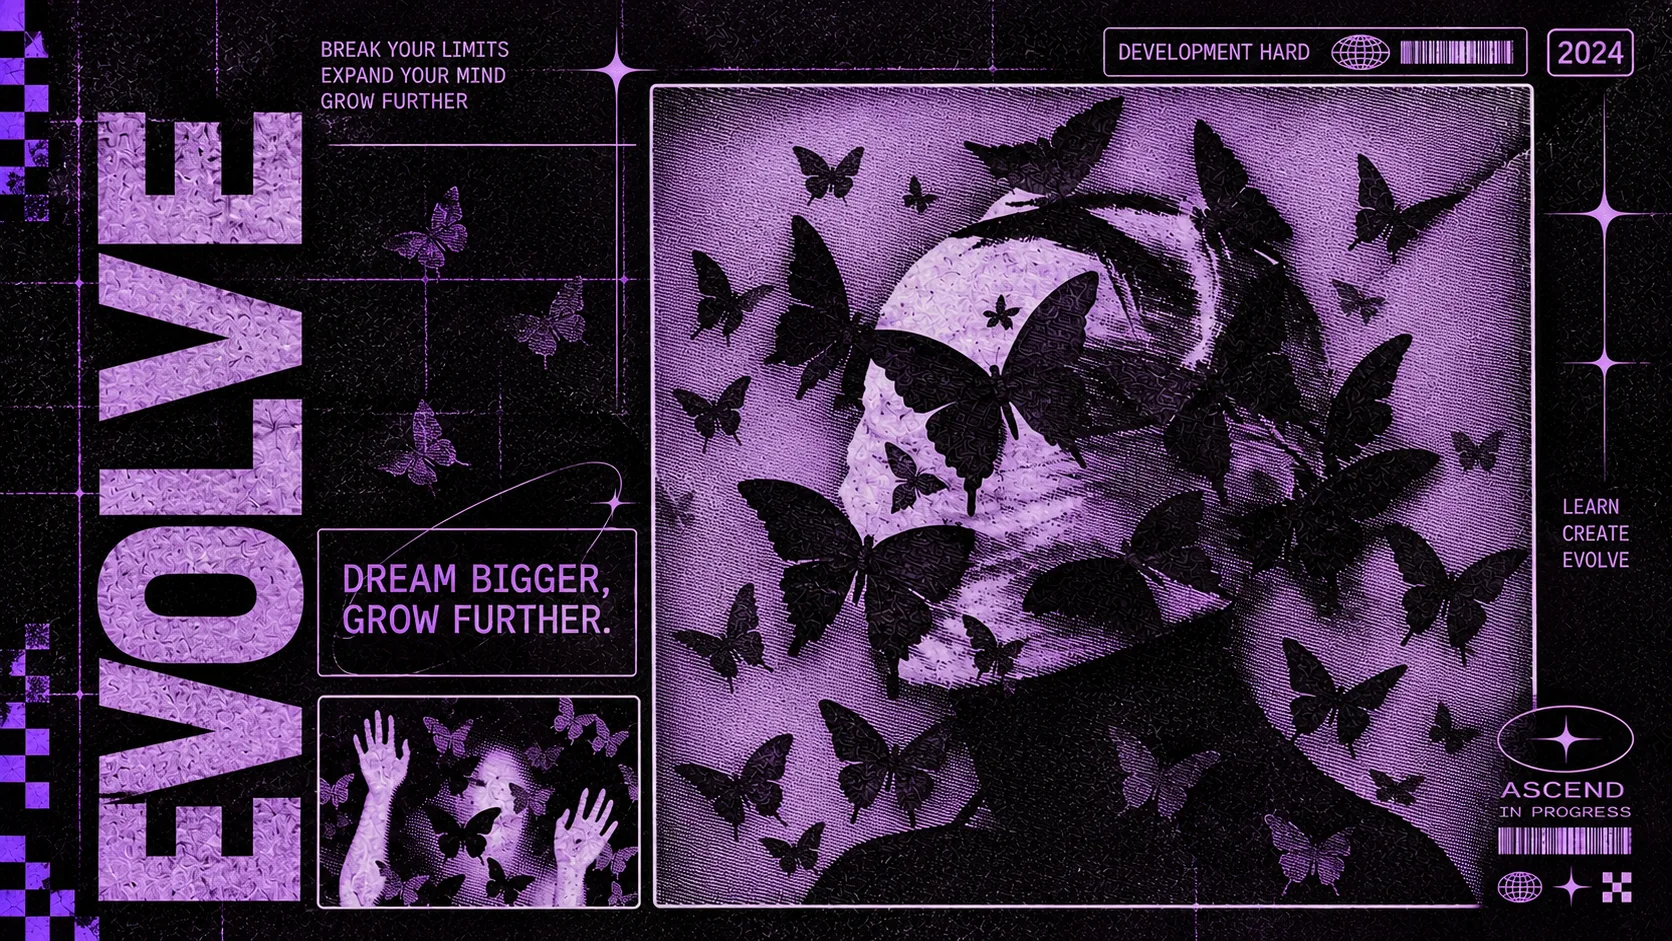 EVOLVE
BREAK YOUR LIMITS
EXPAND YOUR MIND
GROW FURTHER
DREAM BIGGER,
GROW FURTHER.
DEVELOPMENT HARD
2024
LEARN
CREATE
EVOLVE
ASCEND
IN PROGRESS